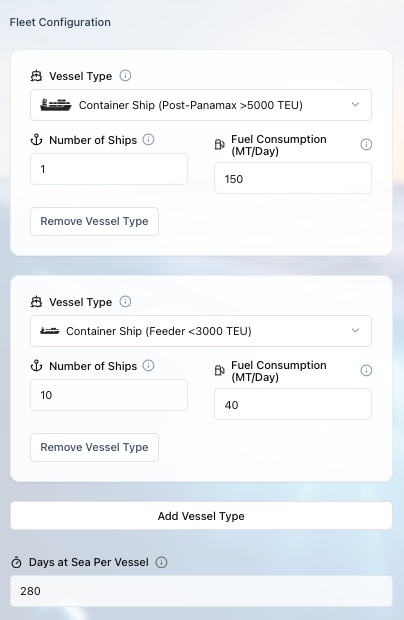 Fleet Configuration
Vessel Type
Container Ship (Post-Panamax >5000 TEU)
Number of Ships
Fuel Consumption
(MT/Day)
1
150
Remove Vessel Type
Vessel Type
Container Ship (Feeder <3000 TEU)
Number of Ships
Fuel Consumption
(MT/Day)
10
40
Remove Vessel Type
Add Vessel Type
Days at Sea Per Vessel
280